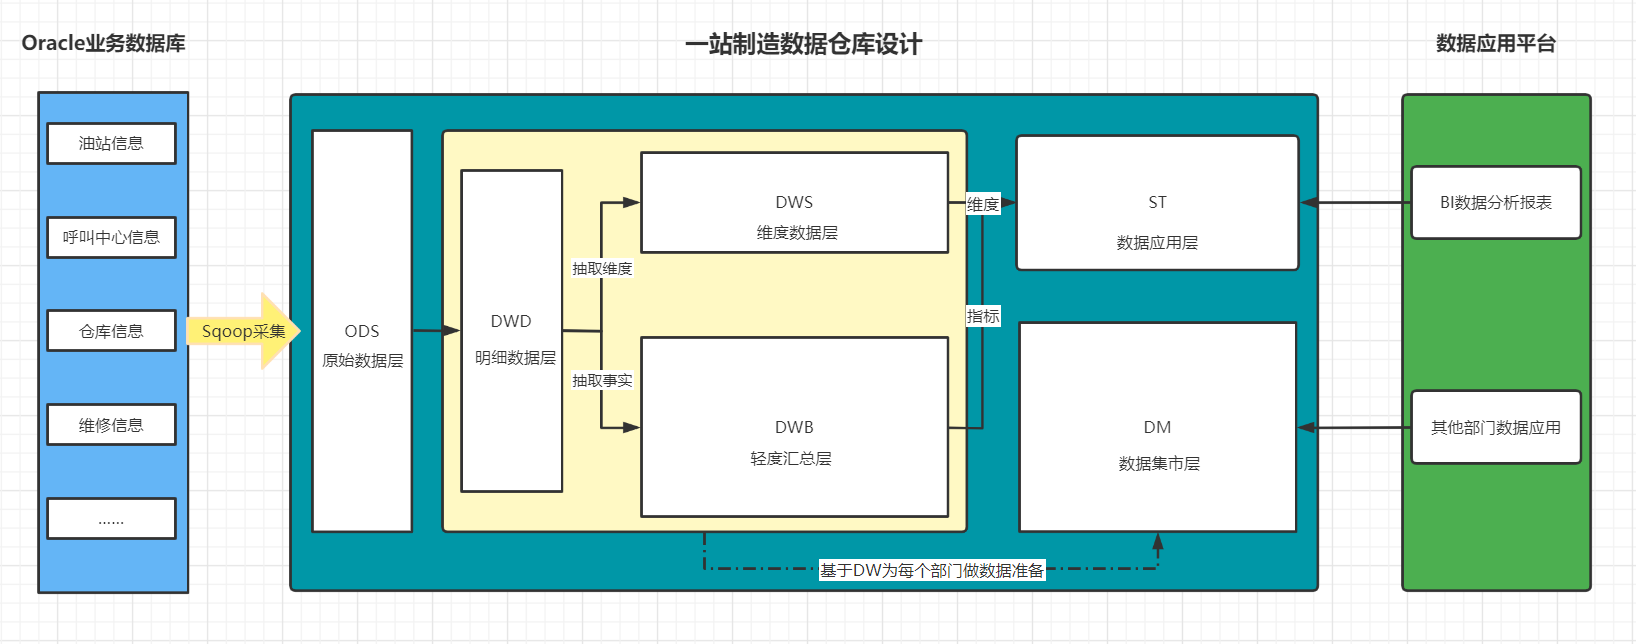 Oracle业务数据库
一站制造数据仓库设计
数据应用平台
油站信息
呼叫中心信息
仓库信息
维修信息
……
Sqoop采集
ODS
原始数据层
DWD
明细数据层
抽取维度
抽取事实
DWS
维度数据层
DWB
轻度汇总层
维度
指标
ST
数据应用层
DM
数据集市层
基于DW为每个部门做数据准备
BI数据分析报表
其他部门数据应用